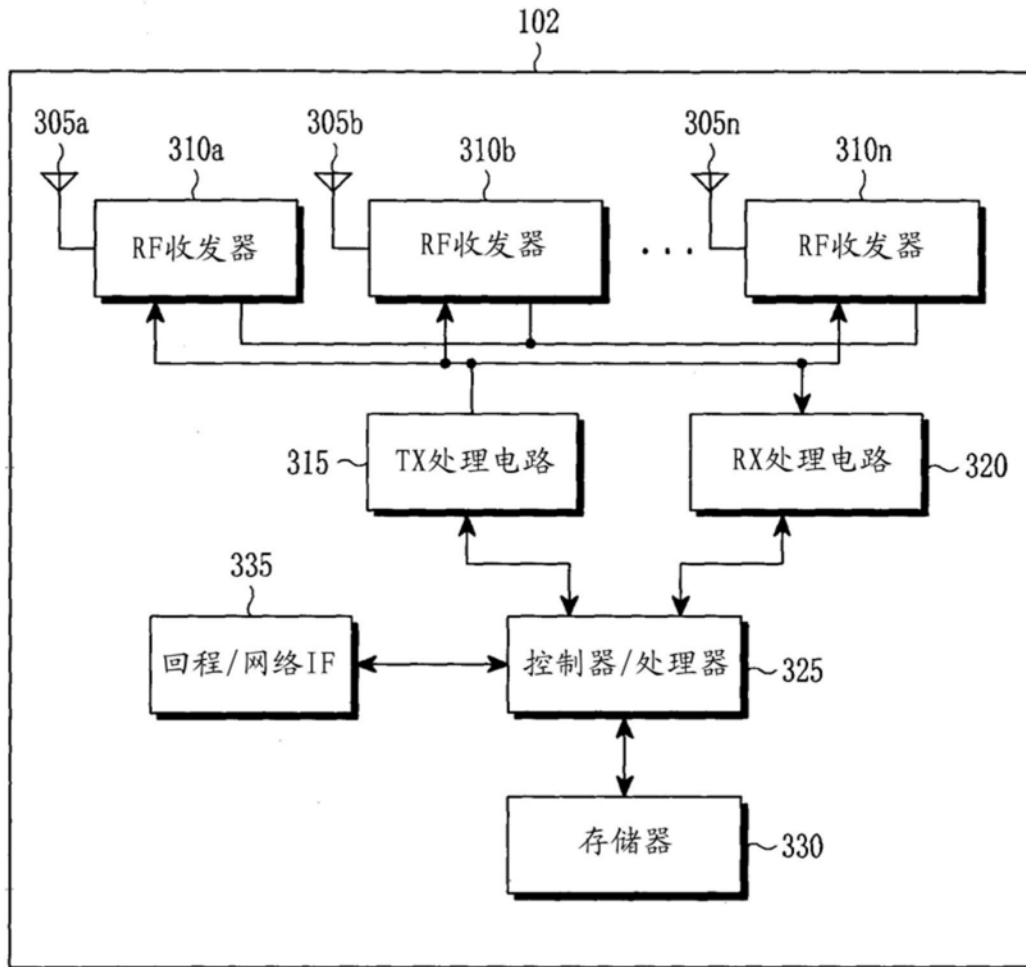 102
305a
305b
305n
310a
310b
310n
RF收发器
RF收发器
...
RF收发器
315
TX处理电路
RX处理电路
320
335
回程/网络IF
控制器/处理器
325
存储器
330